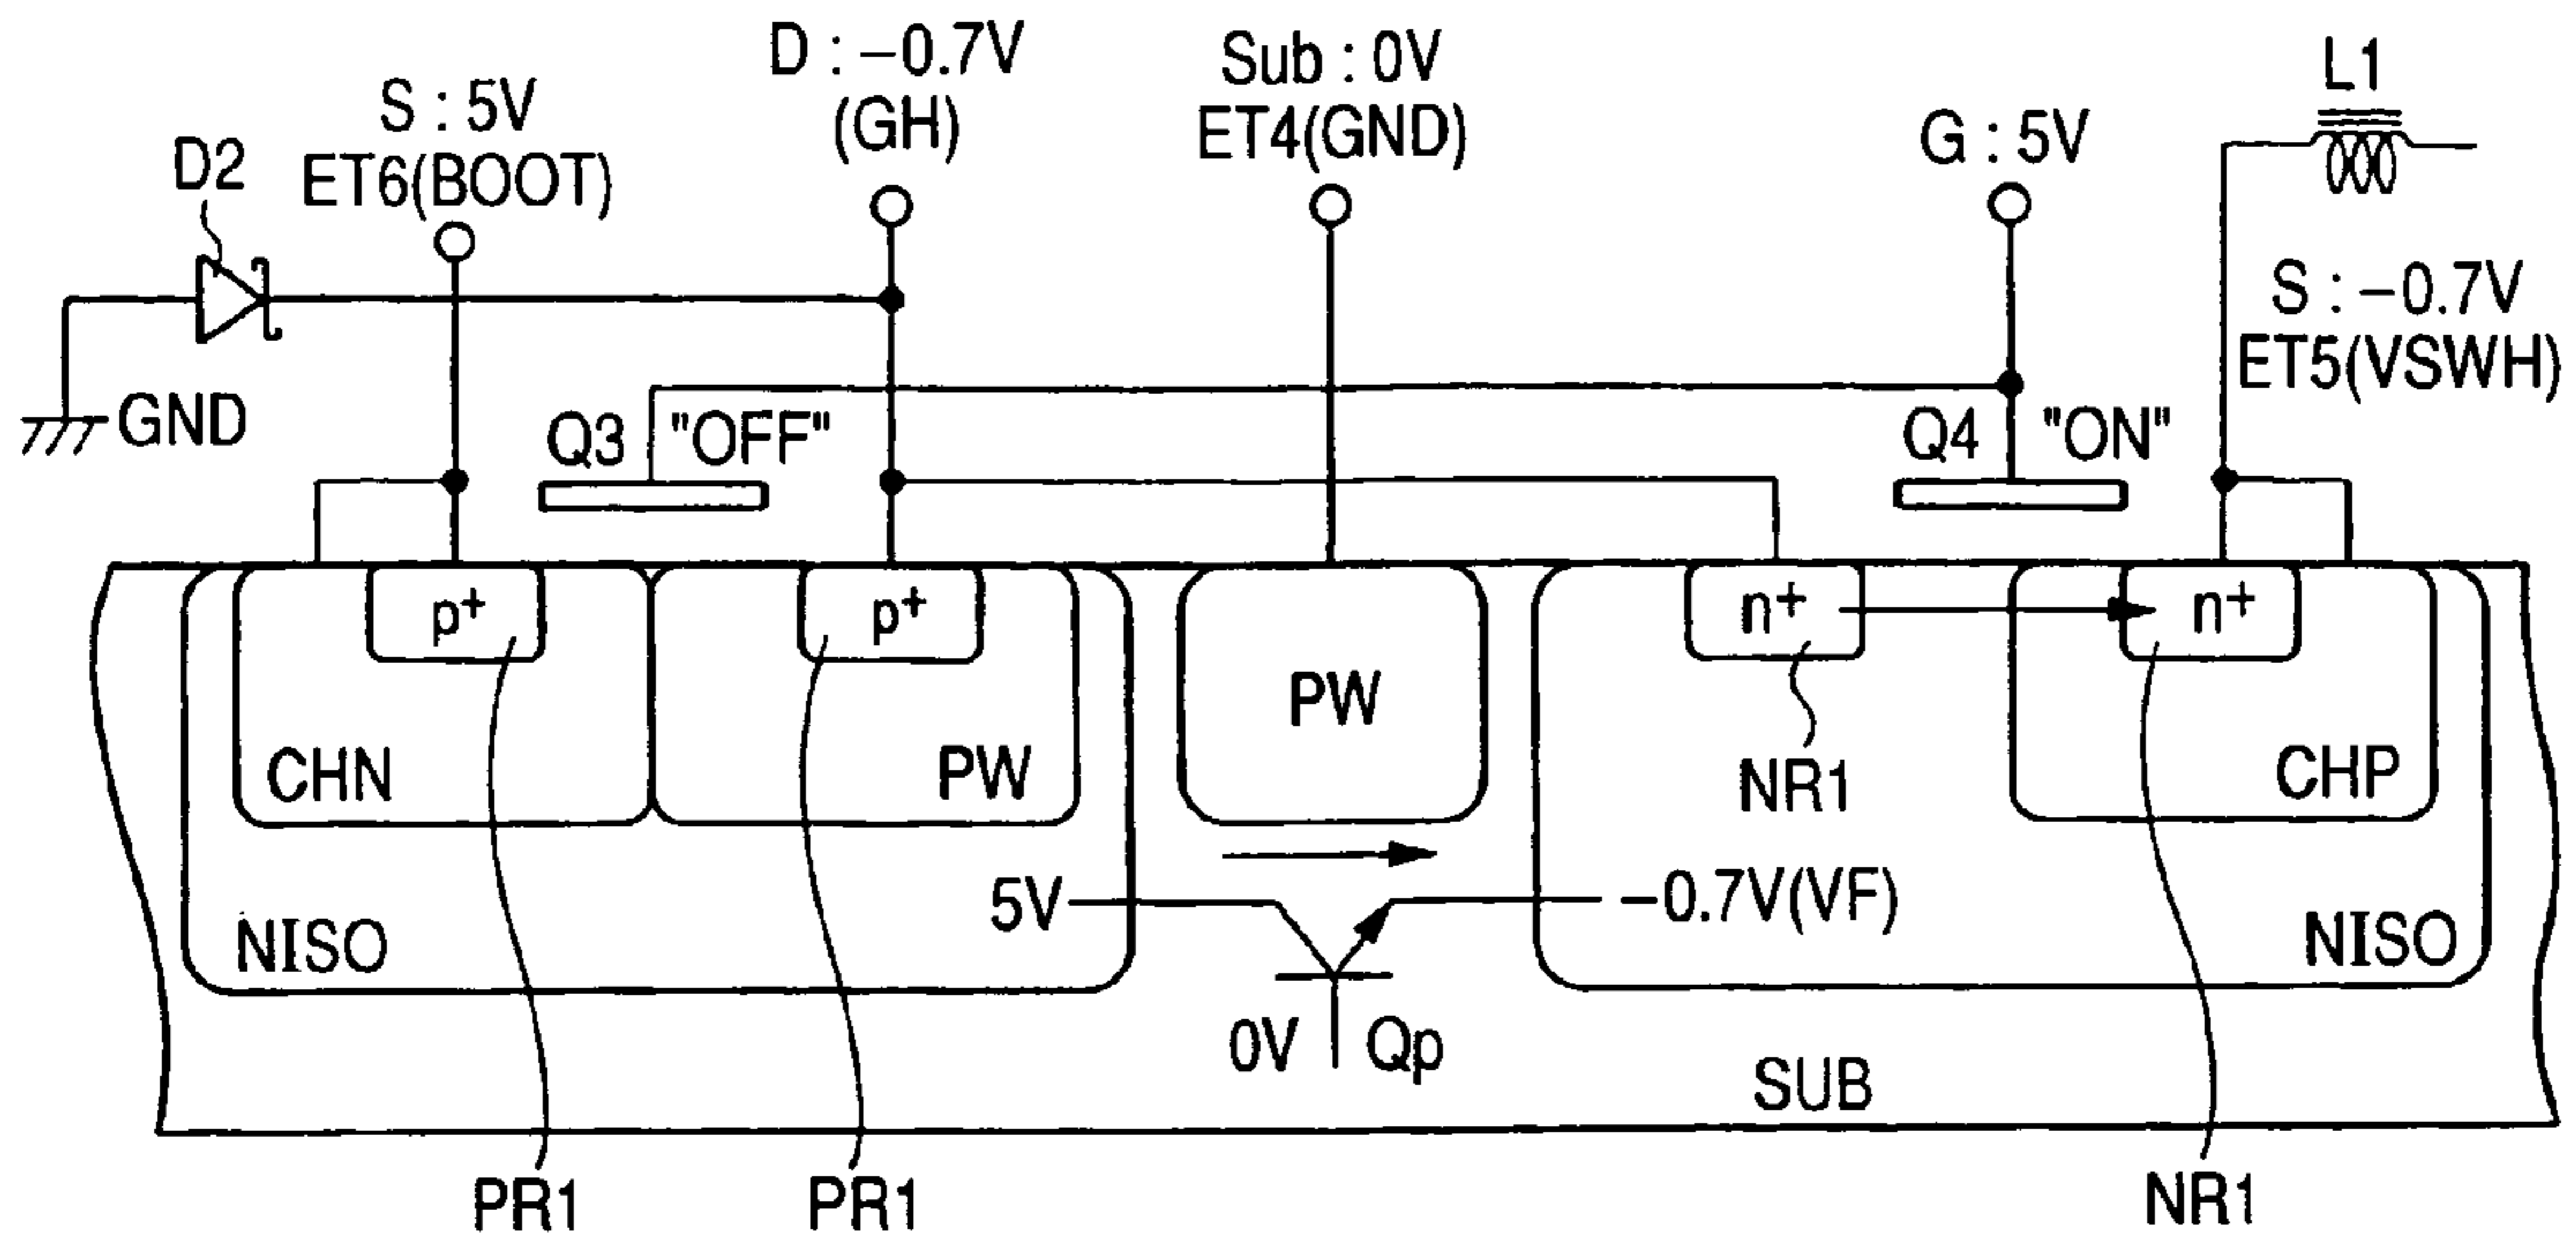 D : −0.7V
(GH)
Sub : 0V
ET4(GND)
L1
S : 5V
ET6(BOOT)
G : 5V
D2
S : −0.7V
ET5(VSWH)
GND
Q3
"OFF"
Q4
"ON"
p+
p+
n+
n+
PW
CHN
PW
NR1
CHP
5V
−0.7V(VF)
NISO
NISO
0V
Qp
SUB
PR1
PR1
NR1